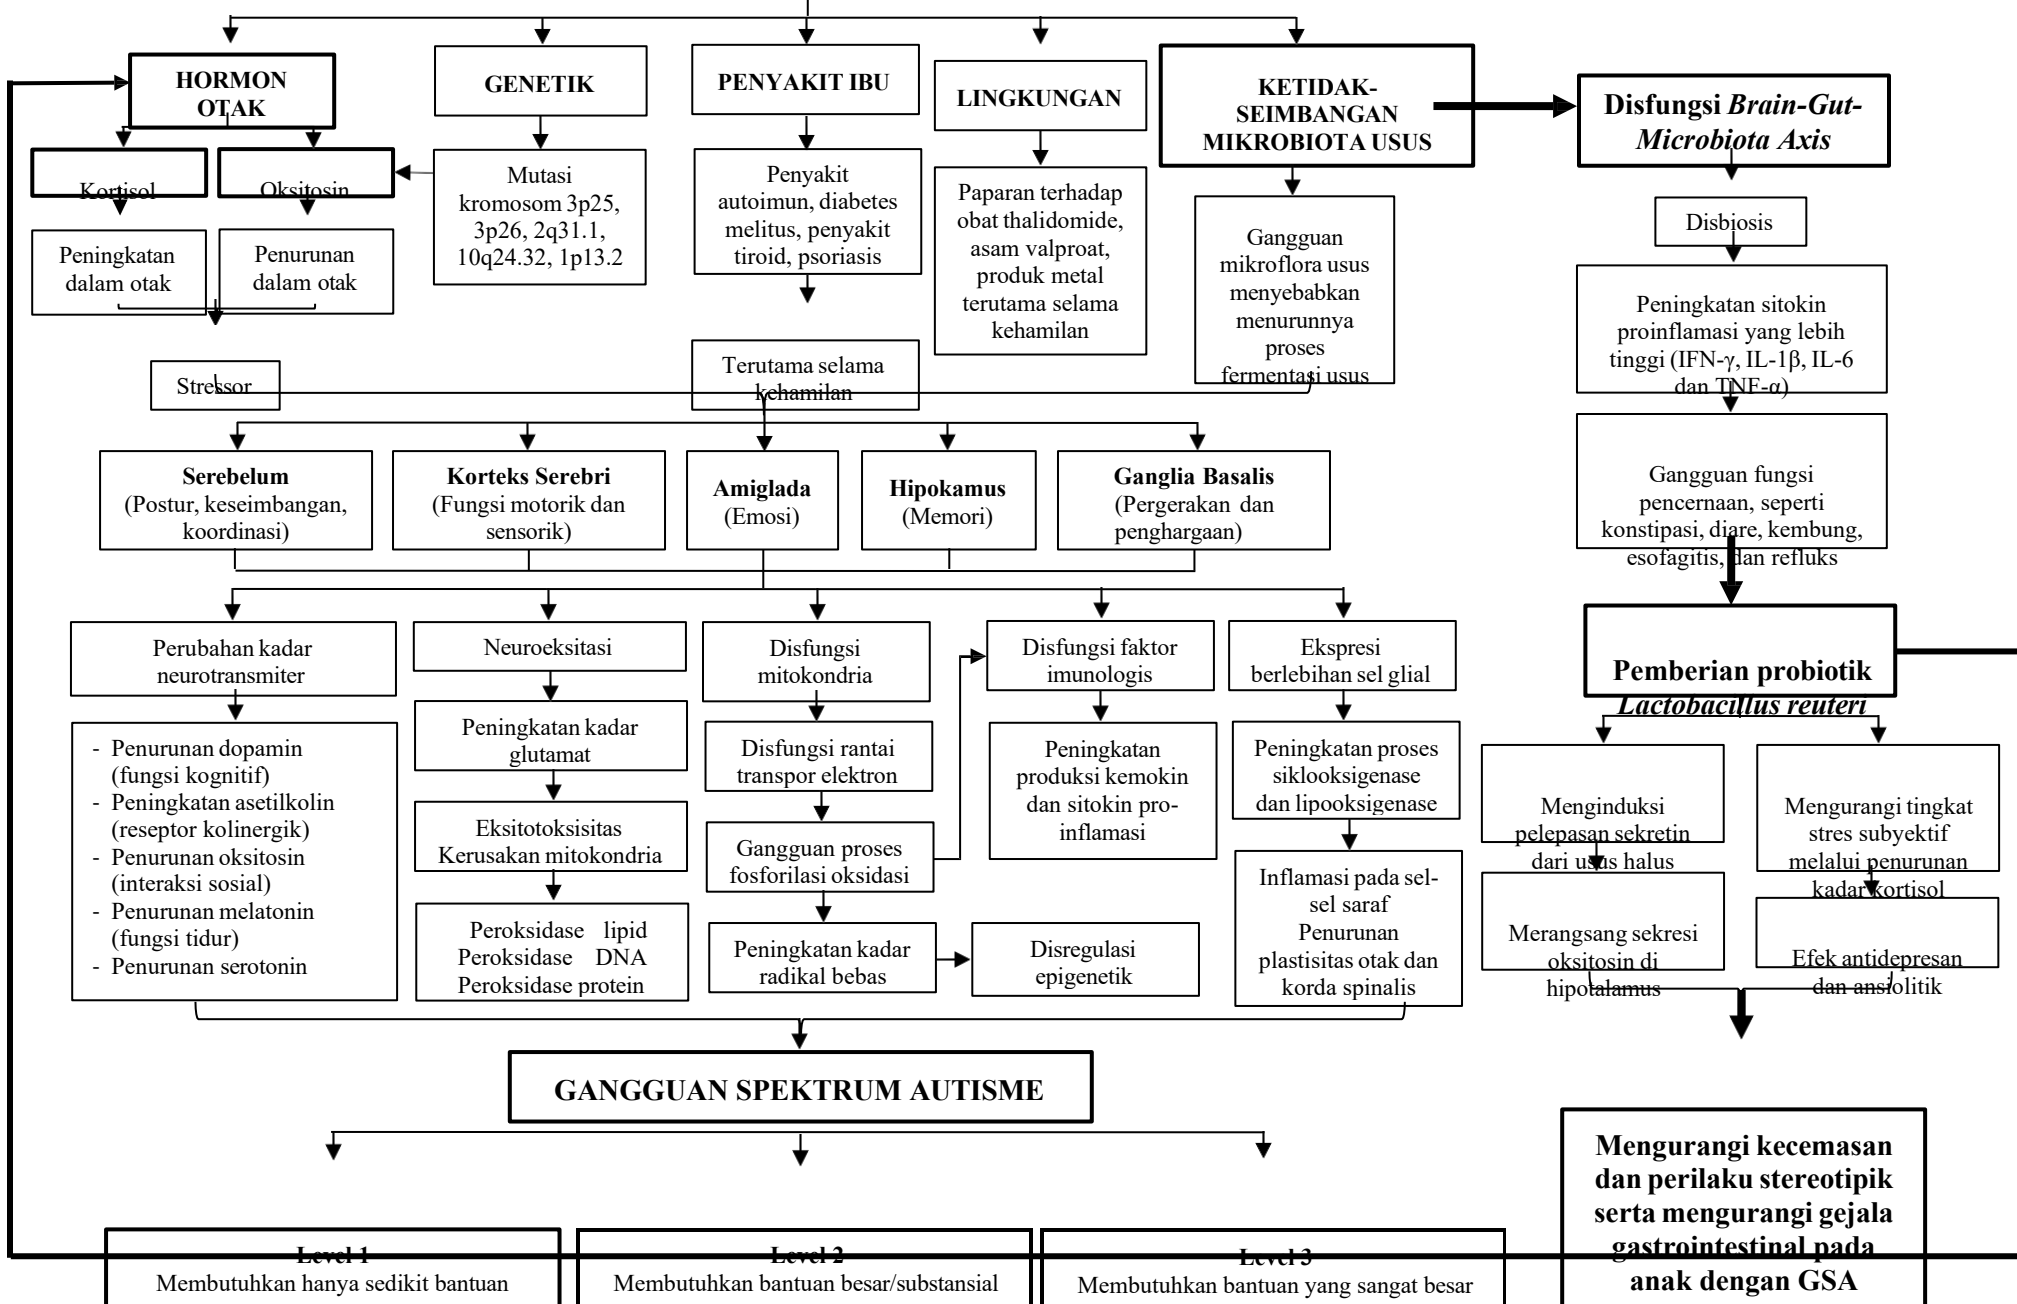 HORMON
OTAK
GENETIK
PENYAKIT IBU
LINGKUNGAN
KETIDAK-
SEIMBANGAN
MIKROBIOTA USUS
Disfungsi Brain-Gut-
Microbiota Axis
Kortisol
Oksitosin
Mutasi
kromosom 3p25,
3p26, 2q31.1,
10q24.32, 1p13.2
Penyakit
autoimun, diabetes
melitus, penyakit
tiroid, psoriasis
Paparan terhadap
obat thalidomide,
asam valproat,
produk metal
terutama selama
kehamilan
Gangguan
mikroflora usus
menyebabkan
menurunnya
proses
fermentasi usus
Disbiosis
Peningkatan
dalam otak
Penurunan
dalam otak
Peningkatan sitokin
proinflamasi yang lebih
tinggi (IFN-γ, IL-1β, IL-6
dan TNF-α)
Stressor
Terutama selama
kehamilan
Gangguan fungsi
pencernaan, seperti
konstipasi, diare, kembung,
esofagitis, dan refluks
Serebelum
(Postur, keseimbangan,
koordinasi)
Korteks Serebri
(Fungsi motorik dan
sensorik)
Amiglada
(Emosi)
Hipokamus
(Memori)
Ganglia Basalis
(Pergerakan dan
penghargaan)
Perubahan kadar
neurotransmiter
Neuroeksitasi
Disfungsi
mitokondria
Disfungsi faktor
imunologis
Ekspresi
berlebihan sel glial
Pemberian probiotik
Lactobacillus reuteri
- Penurunan dopamin
(fungsi kognitif)
- Peningkatan asetilkolin
(reseptor kolinergik)
- Penurunan oksitosin
(interaksi sosial)
- Penurunan melatonin
(fungsi tidur)
- Penurunan serotonin
Peningkatan kadar
glutamat
Eksitotoksisitas
Kerusakan mitokondria
Peroksidase lipid
Peroksidase DNA
Peroksidase protein
Disfungsi rantai
transpor elektron
Gangguan proses
fosforilasi oksidasi
Peningkatan kadar
radikal bebas
Peningkatan
produksi kemokin
dan sitokin pro-
inflamasi
Disregulasi
epigenetik
Peningkatan proses
siklooksigenase
dan lipooksigenase
Inflamasi pada sel-
sel saraf
Penurunan
plastisitas otak dan
korda spinalis
Menginduksi
pelepasan sekretin
dari usus halus
Merangsang sekresi
oksitosin di
hipotalamus
Mengurangi tingkat
stres subyektif
melalui penurunan
kadar kortisol
Efek antidepresan
dan ansiolitik
GANGGUAN SPEKTRUM AUTISME
Level 1
Membutuhkan hanya sedikit bantuan
Level 2
Membutuhkan bantuan besar/substansial
Level 3
Membutuhkan bantuan yang sangat besar
Mengurangi kecemasan
dan perilaku stereotipik
serta mengurangi gejala
gastrointestinal pada
anak dengan GSA